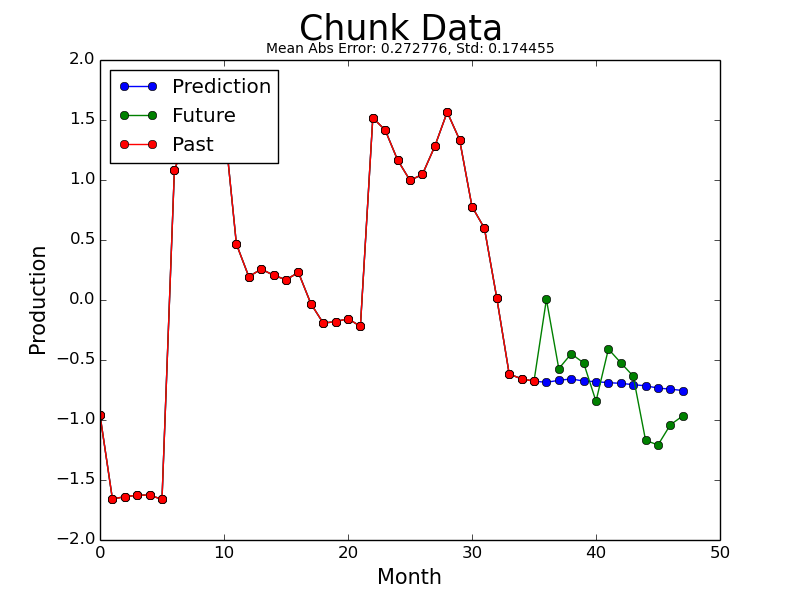 Chunk Data
Mean Abs Error: 0.272776, Std: 0.174455
2.0
1.5
1.0
0.5
0.0
−0.5
−1.0
−1.5
−2.0
Production
Prediction
Future
Past
0 10 20 30 40 50
Month